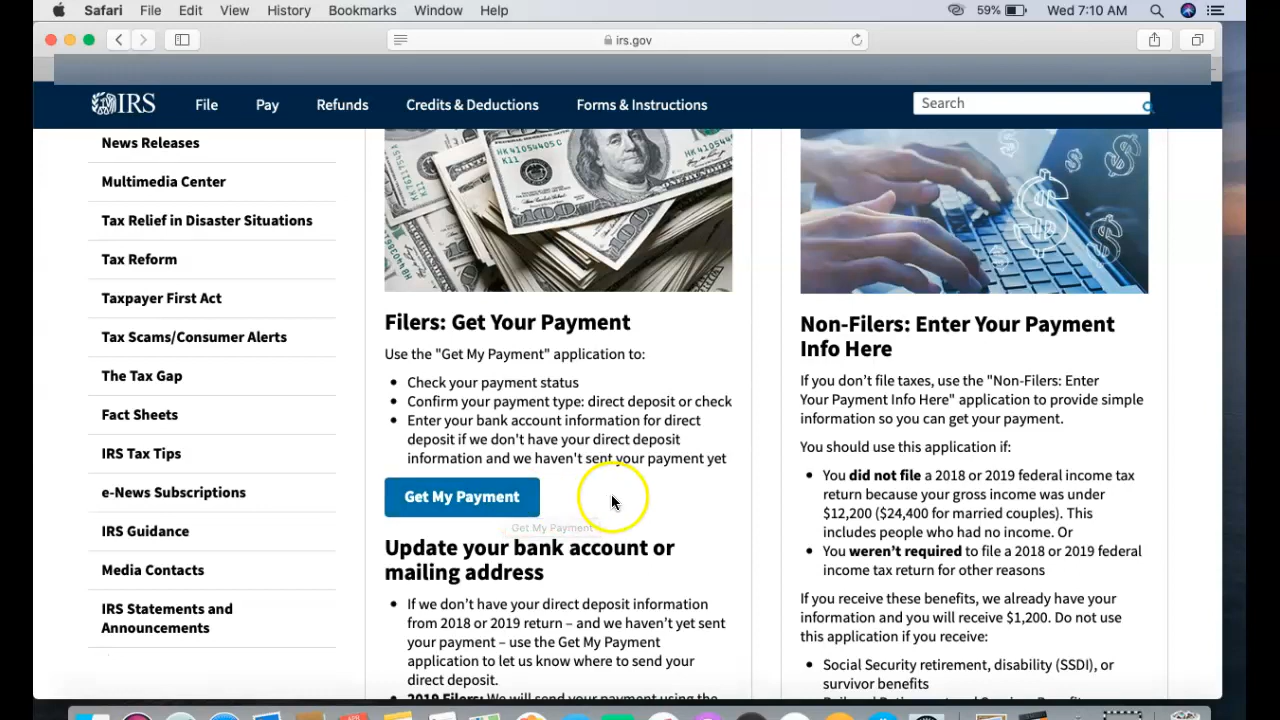 Safari File Edit View History Bookmarks Window Help 59% Wed 7:10 AM
irs.gov
IRS File Pay Refunds Credits & Deductions Forms & Instructions Search
News Releases
Multimedia Center
Tax Relief in Disaster Situations
Tax Reform
Taxpayer First Act
Tax Scams/Consumer Alerts
The Tax Gap
Fact Sheets
IRS Tax Tips
e-News Subscriptions
IRS Guidance
Media Contacts
IRS Statements and
Announcements
Filers: Get Your Payment
Use the "Get My Payment" application to:
• Check your payment status
• Confirm your payment type: direct deposit or check
• Enter your bank account information for direct
deposit if we don't have your direct deposit
information and we haven't sent your payment yet
Get My Payment
Get My Payment
Update your bank account or
mailing address
• If we don't have your direct deposit information
from 2018 or 2019 return – and we haven't yet sent
your payment – use the Get My Payment
application to let us know where to send your
direct deposit.
• 2019 Filers: We will send your payment using the
Non-Filers: Enter Your Payment
Info Here
If you don't file taxes, use the "Non-Filers: Enter
Your Payment Info Here" application to provide simple
information so you can get your payment.
You should use this application if:
• You did not file a 2018 or 2019 federal income tax
return because your gross income was under
$12,200 ($24,400 for married couples). This
includes people who had no income. Or
• You weren't required to file a 2018 or 2019 federal
income tax return for other reasons
If you receive these benefits, we already have your
information and you will receive $1,200. Do not use
this application if you receive:
• Social Security retirement, disability (SSDI), or
survivor benefits